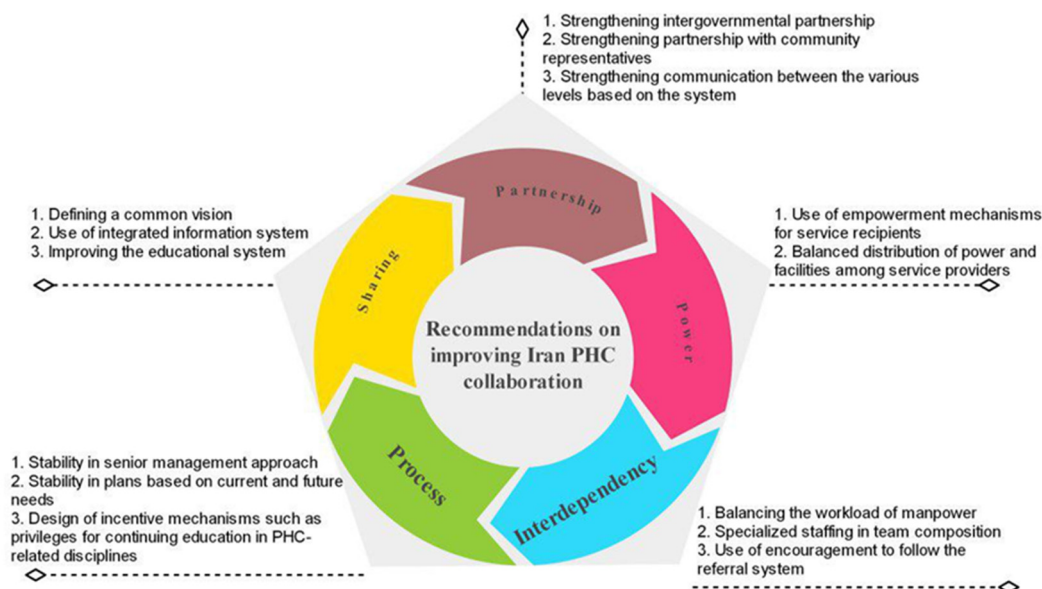 1. Strengthening intergovernmental partnership
2. Strengthening partnership with community
representatives
3. Strengthening communication between the various
levels based on the system
Partnership
1. Defining a common vision
2. Use of integrated information system
3. Improving the educational system
Sharing
1. Use of empowerment mechanisms
for service recipients
2. Balanced distribution of power and
facilities among service providers
Power
Recommendations on
improving Iran PHC
collaboration
Process
Interdependency
1. Stability in senior management approach
2. Stability in plans based on current and future
needs
3. Design of incentive mechanisms such as
privileges for continuing education in PHC-
related disciplines
1. Balancing the workload of manpower
2. Specialized staffing in team composition
3. Use of encouragement to follow the
referral system